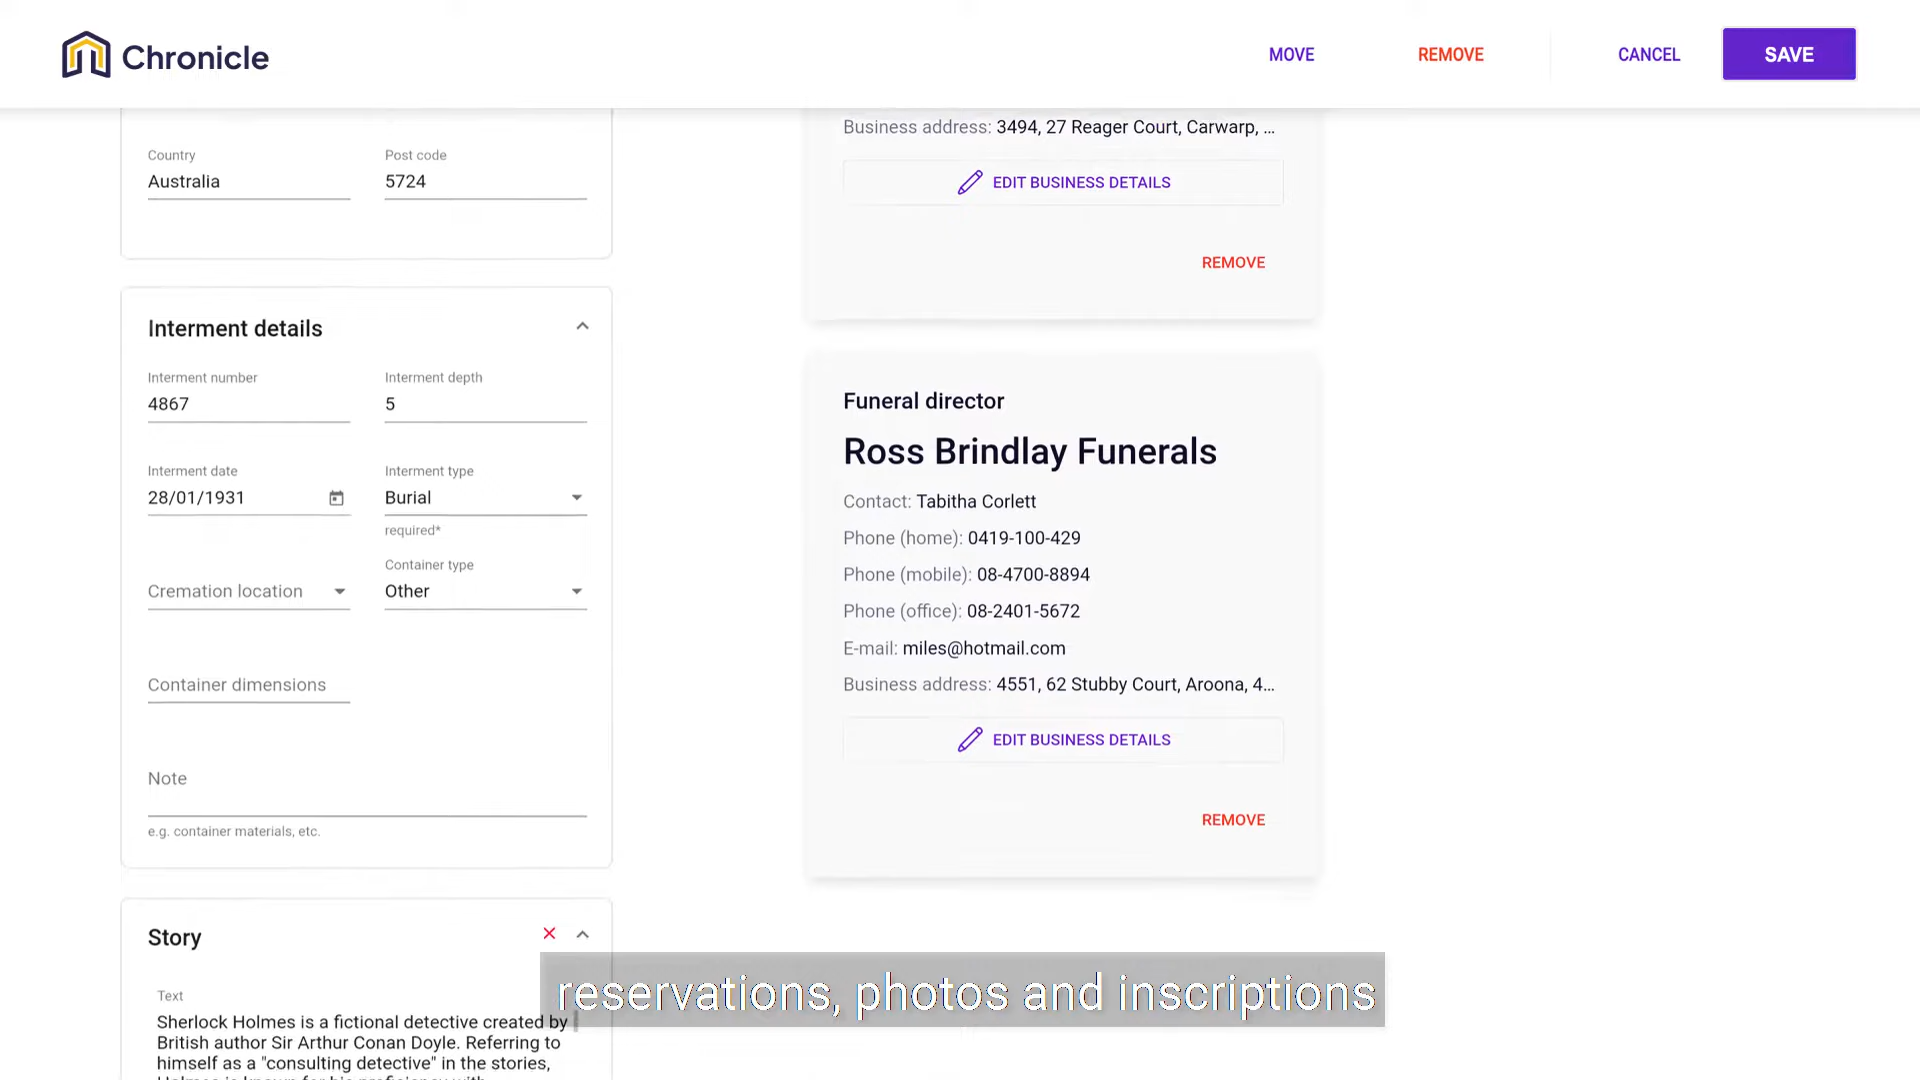 Chronicle
MOVE
REMOVE
CANCEL
SAVE
Country
Australia
Post code
5724
Interment details
Interment number
4867
Interment depth
5
Interment date
28/01/1931
Interment type
Burial
required*
Cremation location
Container type
Other
Container dimensions
Note
e.g. container materials, etc.
Story
Text
Sherlock Holmes is a fictional detective created by
British author Sir Arthur Conan Doyle. Referring to
himself as a "consulting detective" in the stories,
Business address: 3494, 27 Reager Court, Carwarp, ...
EDIT BUSINESS DETAILS
REMOVE
Funeral director
Ross Brindlay Funerals
Contact: Tabitha Corlett
Phone (home): 0419-100-429
Phone (mobile): 08-4700-8894
Phone (office): 08-2401-5672
E-mail: miles@hotmail.com
Business address: 4551, 62 Stubby Court, Aroona, 4...
EDIT BUSINESS DETAILS
REMOVE
reservations, photos and inscriptions